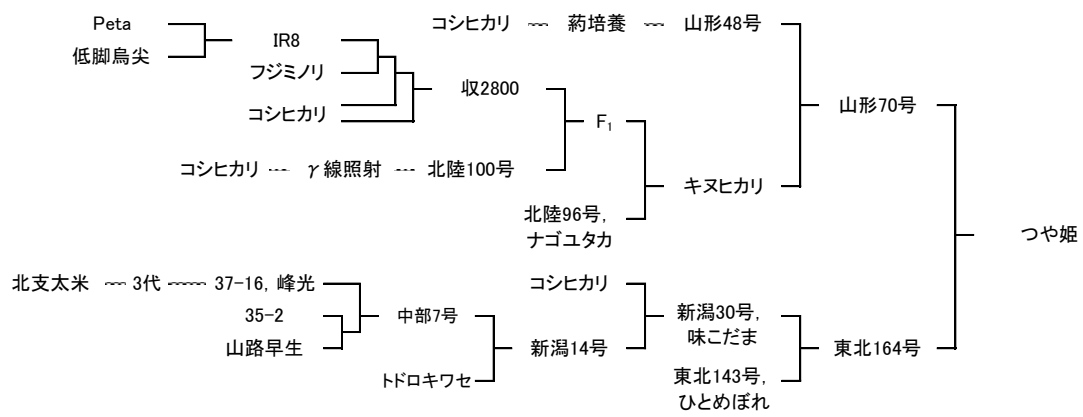 Peta
低脚烏尖
IR8
フジミノリ
コシヒカリ
収2800
コシヒカリ
葯培養
山形48号
F₁
山形70号
コシヒカリ
γ線照射
北陸100号
キヌヒカリ
北陸96号,
ナゴユタカ
つや姫
北支太米
3代
37-16, 峰光
35-2
山路早生
中部7号
トドロキワセ
新潟14号
コシヒカリ
新潟30号,
味こだま
東北143号,
ひとめぼれ
東北164号